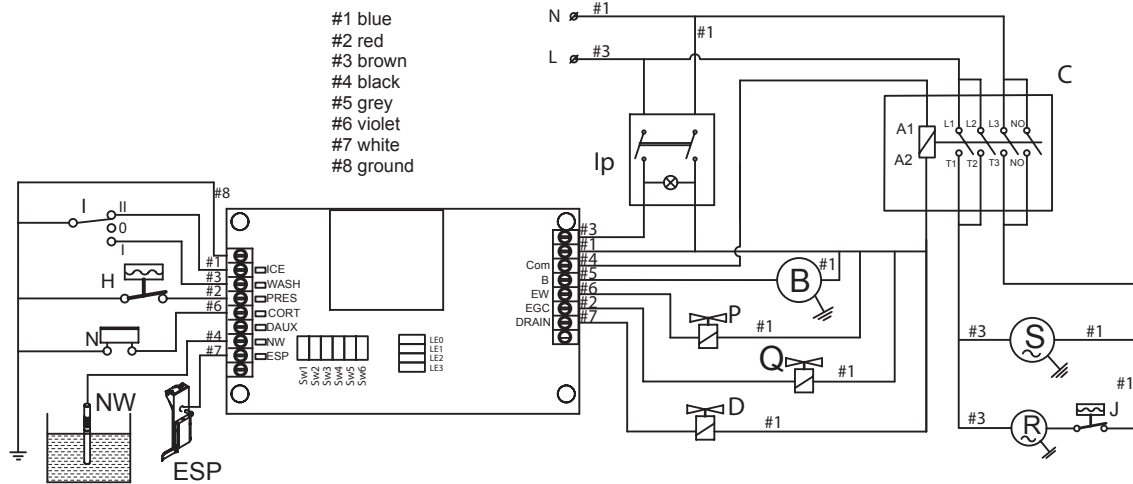 #1 blue
#2 red
#3 brown
#4 black
#5 grey
#6 violet
#7 white
#8 ground
N #1
#1
L #3
C
A1 L1 L2 L3 NO
A2 T1 T2 T3 NO
Ip
#8
I II
0
I
#1 ICE
#3 WASH
H #2 PRES
#6 CORT
DAUX
N #4 NW
#7 ESP
Sw1 Sw2 Sw3 Sw4 Sw5 Sw6
LE0
LE1
LE2
LE3
#3
#1
Com #4
B #5
EW #6
EGC #2
DRAIN #7
B #1
P #1
Q #1
D #1
#3 #3
#3 S #1
#3 R J #1
NW
ESP